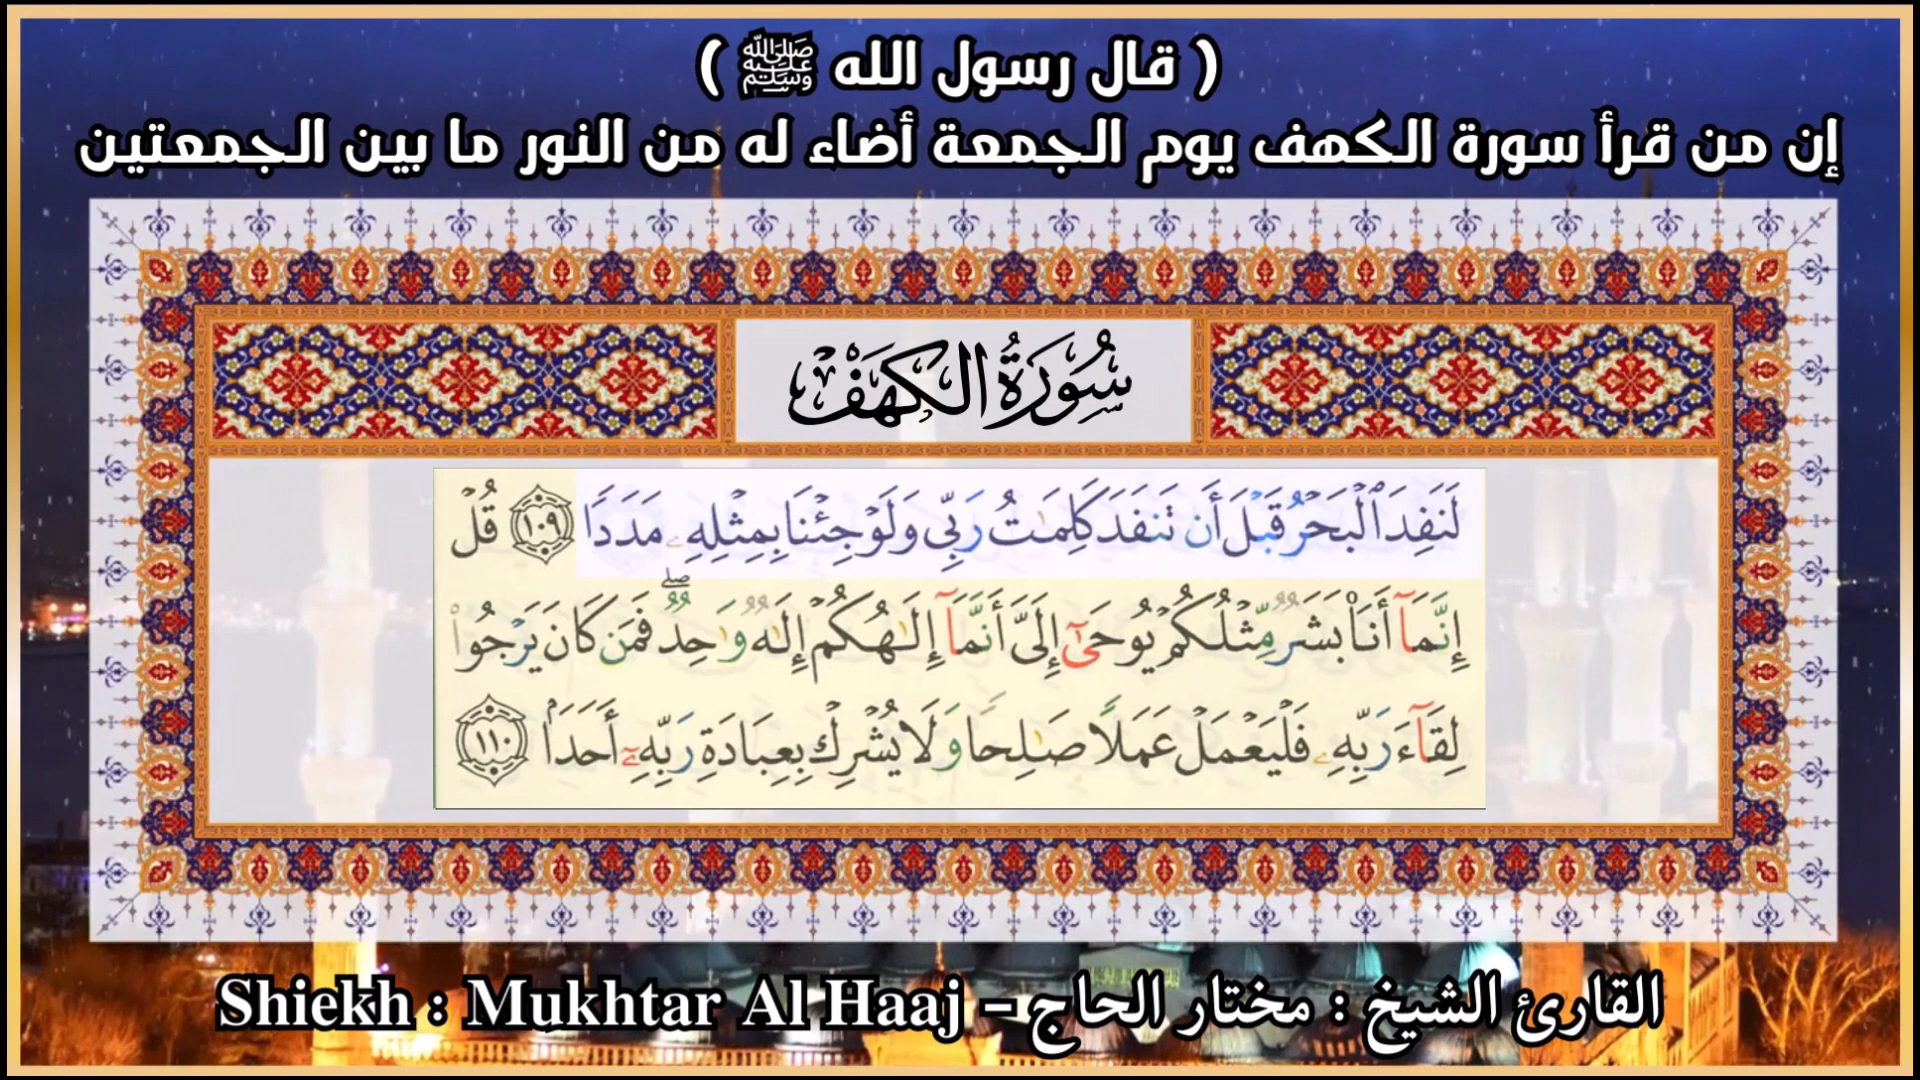 ( قال رسول الله ﷺ )
إن من قرأ سورة الكهف يوم الجمعة أضاء له من النور ما بين الجمعتين
سُورَةُ الكَهْفِ
لَنَفِدَ ٱلْبَحْرُ قَبْلَ أَن تَنفَدَ كَلِمَـٰتُ رَبِّى وَلَوْ جِئْنَا بِمِثْلِهِۦ مَدَدًا ١٠٩ قُلْ
إِنَّمَآ أَنَا۠ بَشَرٌ مِّثْلُكُمْ يُوحَىٰٓ إِلَىَّ أَنَّمَآ إِلَـٰهُكُمْ إِلَـٰهٌ وَٰحِدٌ ۖ فَمَن كَانَ يَرْجُوا۟
لِقَآءَ رَبِّهِۦ فَلْيَعْمَلْ عَمَلًا صَـٰلِحًا وَلَا يُشْرِكْ بِعِبَادَةِ رَبِّهِۦٓ أَحَدًۢا ١١٠
القارئ الشيخ : مختار الحاج - Shiekh : Mukhtar Al Haaj